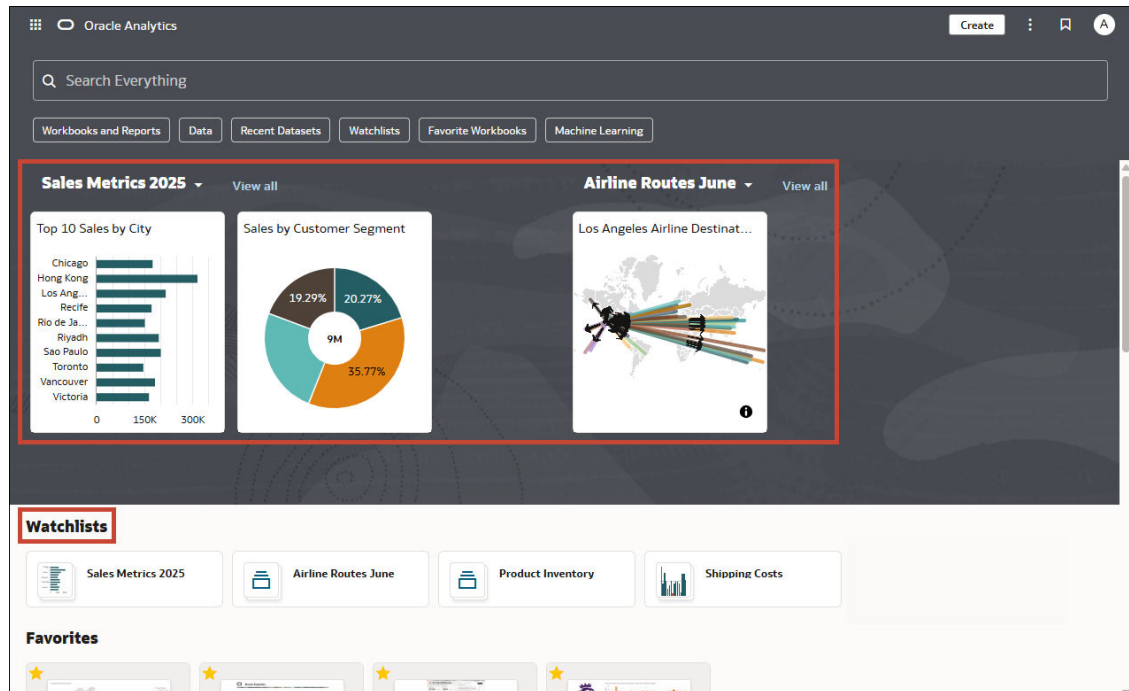 Oracle Analytics
Create
A
Search Everything
Workbooks and Reports
Data
Recent Datasets
Watchlists
Favorite Workbooks
Machine Learning
Sales Metrics 2025
View all
Airline Routes June
View all
Top 10 Sales by City
Chicago
Hong Kong
Los Ang...
Recife
Rio de Ja...
Riyadh
Sao Paulo
Toronto
Vancouver
Victoria
0 150K 300K
Sales by Customer Segment
19.29%
20.27%
9M
35.77%
Los Angeles Airline Destinat...
Watchlists
Sales Metrics 2025
Airline Routes June
Product Inventory
Shipping Costs
Favorites